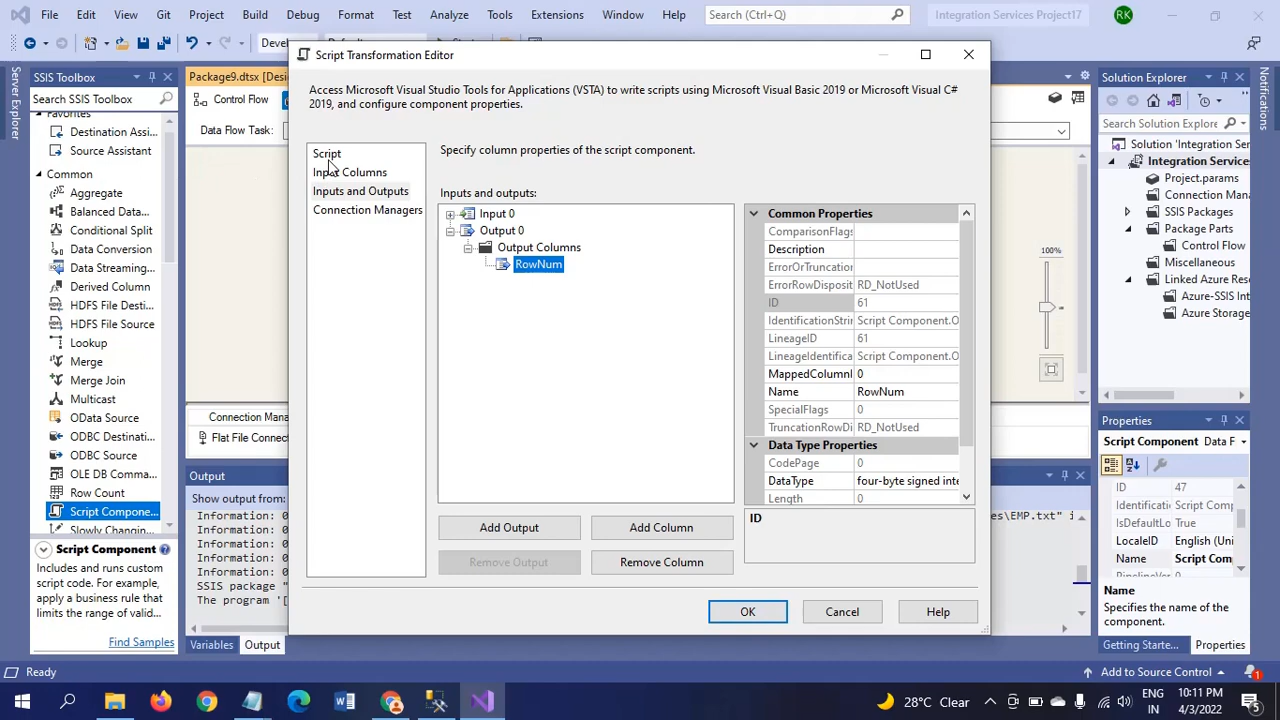 File Edit View Git Project Build Debug Format Test Analyze Tools Extensions Window Help Search (Ctrl+Q) Integration Services Project17 RK
Server Explorer
SSIS Toolbox
Search SSIS Toolbox
Favorites
Destination Assi...
Source Assistant
Common
Aggregate
Balanced Data...
Conditional Split
Data Conversion
Data Streaming...
Derived Column
HDFS File Desti...
HDFS File Source
Lookup
Merge
Merge Join
Multicast
OData Source
ODBC Destinati...
ODBC Source
OLE DB Comma...
Row Count
Script Compone...
Slowly Changin...
Script Component
Includes and runs custom
script code. For example,
apply a business rule that
limits the range of valid...
Find Samples
Package9.dtsx [Des
Control Flow
Data Flow Task:
100%
Connection Mana
Flat File Connect
Output
Show output from:
Information: 0
Information: 0
Information: 0
Information: 0
Information: 0
SSIS package "
The program '[
es\EMP.txt" i
Variables Output
Script Transformation Editor
Access Microsoft Visual Studio Tools for Applications (VSTA) to write scripts using Microsoft Visual Basic 2019 or Microsoft Visual C#
2019, and configure component properties.
Script
Input Columns
Inputs and Outputs
Connection Managers
Specify column properties of the script component.
Inputs and outputs:
Input 0
Output 0
Output Columns
RowNum
Add Output Add Column
Remove Output Remove Column
Common Properties
ComparisonFlags
Description
ErrorOrTruncation
ErrorRowDisposit RD_NotUsed
ID 61
IdentificationStrin Script Component.O
LineageID 61
LineageIdentifica Script Component.O
MappedColumnI 0
Name RowNum
SpecialFlags 0
TruncationRowDi RD_NotUsed
Data Type Properties
CodePage 0
DataType four-byte signed inte
Length 0
ID
OK Cancel Help
Solution Explorer
Search Solution Explore
Solution 'Integration Serv
Integration Services
Project.params
Connection Mana
SSIS Packages
Package Parts
Control Flow
Miscellaneous
Linked Azure Res
Azure-SSIS Int
Azure Storage
Notifications
Properties
Script Component Data F
ID 47
Identificatio Script Comp
IsDefaultLo True
LocaleID English (Uni
Name Script Com
Name
Specifies the name of the
component.
Getting Starte... Properties
Ready
Add to Source Control 1
28°C Clear
ENG
IN
10:11 PM
4/3/2022
5